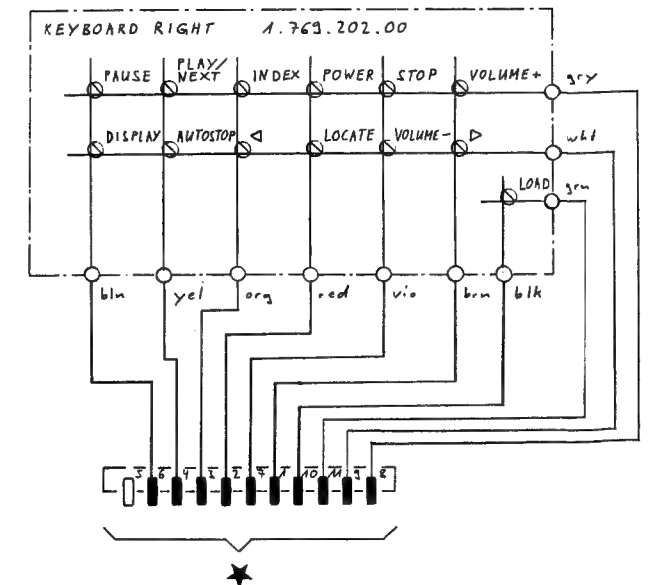 KEYBOARD RIGHT 1.769.202.00
PAUSE PLAY/NEXT INDEX POWER STOP VOLUME+ gry
DISPLAY AUTOSTOP ◁ LOCATE VOLUME- ▷ wht
LOAD grn
blu yel org red vio brn blk
5 6 4 3 2 7 1 10 11 9 8